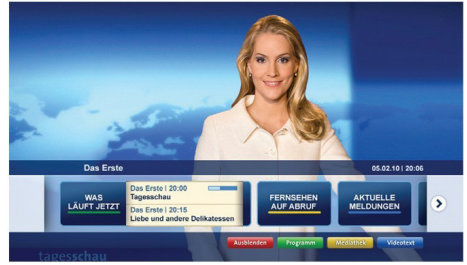 Das Erste
05.02.10 | 20:06
WAS
LÄUFT JETZT
Das Erste | 20:00
Tagesschau
Das Erste | 20:15
Liebe und andere Delikatessen
FERNSEHEN
AUF ABRUF
AKTUELLE
MELDUNGEN
Ausblenden
Programm
Mediathek
Videotext
tagesschau